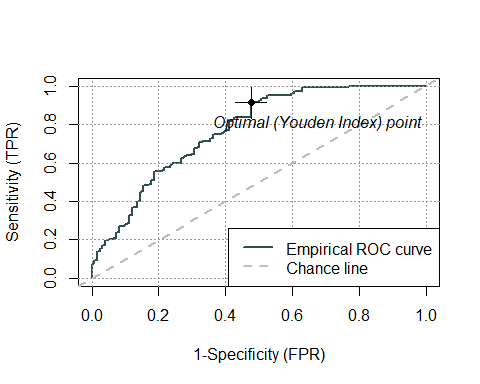 Sensitivity (TPR)
1.0
0.8
0.6
0.4
0.2
0.0
Optimal (Youden Index) point
Empirical ROC curve
Chance line
0.0 0.2 0.4 0.6 0.8 1.0
1-Specificity (FPR)